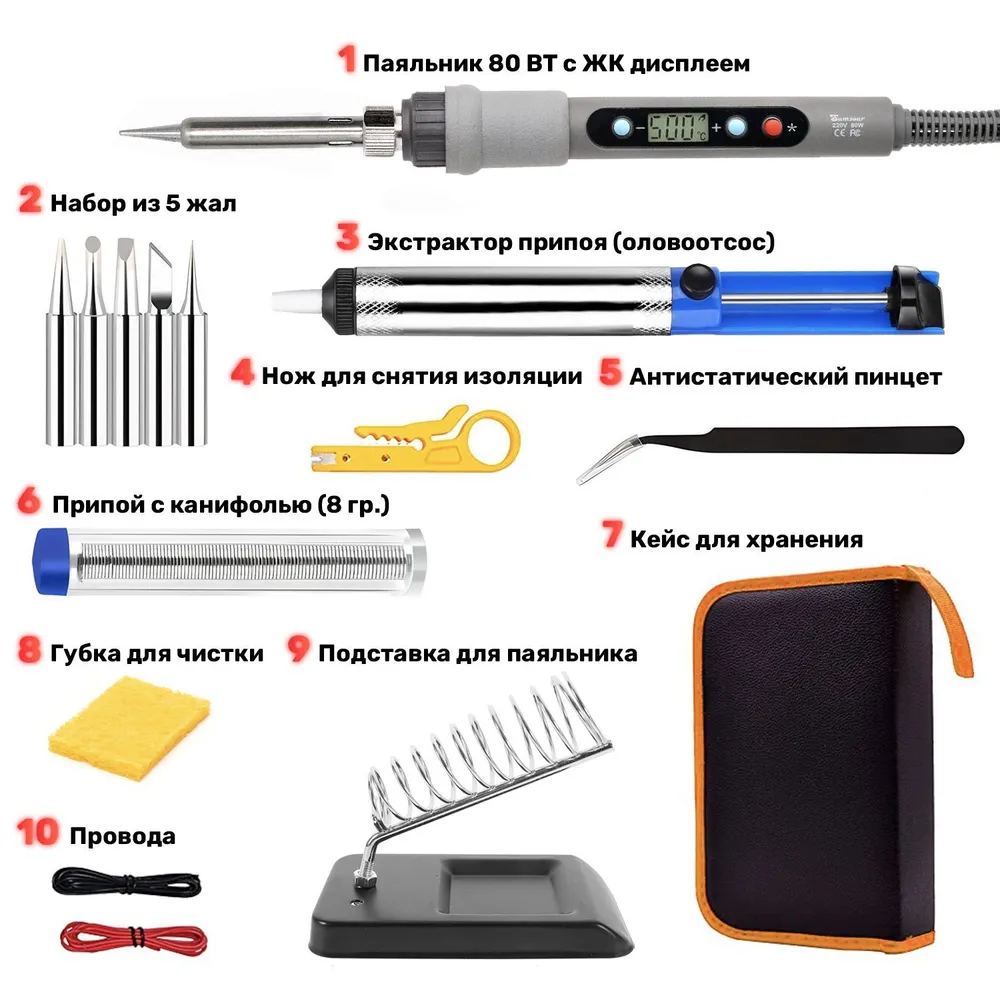 1 Паяльник 80 ВТ с ЖК дисплеем
- 500 °C + *
220V 80W
CE FC
2 Набор из 5 жал
3 Экстрактор припоя (оловоотсос)
4 Нож для снятия изоляции
5 Антистатический пинцет
6 Припой с канифолью (8 гр.)
7 Кейс для хранения
8 Губка для чистки
9 Подставка для паяльника
10 Провода